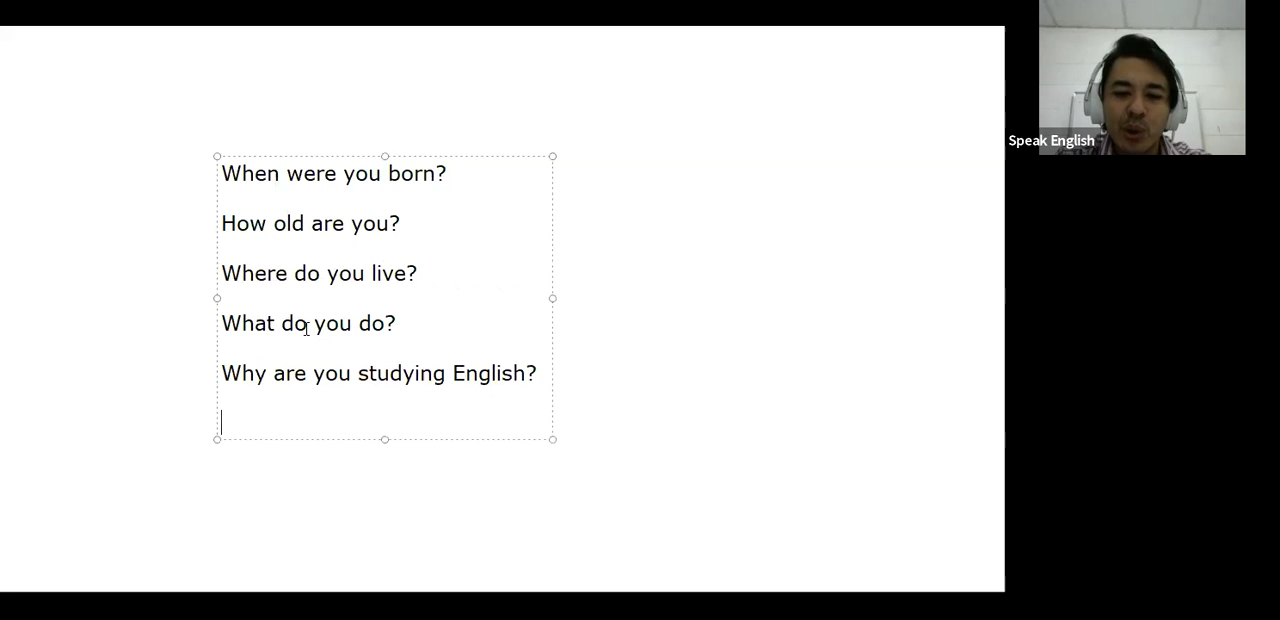 When were you born?
How old are you?
Where do you live?
What do you do?
Why are you studying English?
Speak English